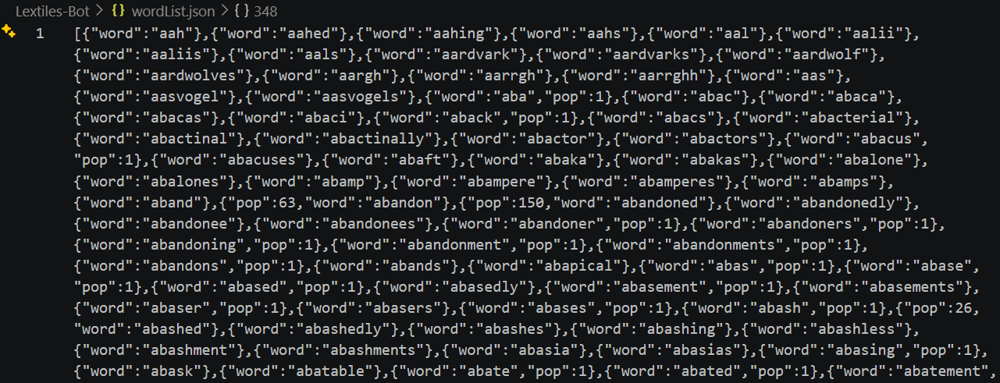 Lextiles-Bot > {} wordList.json > { } 348
1 [{"word":"aah"},{"word":"aahed"},{"word":"aahing"},{"word":"aahs"},{"word":"aal"},{"word":"aalii"},
{"word":"aaliis"},{"word":"aals"},{"word":"aardvark"},{"word":"aardvarks"},{"word":"aardwolf"},
{"word":"aardwolves"},{"word":"aargh"},{"word":"aarrgh"},{"word":"aarrghh"},{"word":"aas"},
{"word":"aasvogel"},{"word":"aasvogels"},{"word":"aba","pop":1},{"word":"abac"},{"word":"abaca"},
{"word":"abacas"},{"word":"abaci"},{"word":"aback","pop":1},{"word":"abacs"},{"word":"abacterial"},
{"word":"abactinal"},{"word":"abactinally"},{"word":"abactor"},{"word":"abactors"},{"word":"abacus",
"pop":1},{"word":"abacuses"},{"word":"abaft"},{"word":"abaka"},{"word":"abakas"},{"word":"abalone"},
{"word":"abalones"},{"word":"abamp"},{"word":"abampere"},{"word":"abamperes"},{"word":"abamps"},
{"word":"aband"},{"pop":63,"word":"abandon"},{"pop":150,"word":"abandoned"},{"word":"abandonedly"},
{"word":"abandonee"},{"word":"abandonees"},{"word":"abandoner","pop":1},{"word":"abandoners","pop":1},
{"word":"abandoning","pop":1},{"word":"abandonment","pop":1},{"word":"abandonments","pop":1},
{"word":"abandons","pop":1},{"word":"abands"},{"word":"abapical"},{"word":"abas","pop":1},{"word":"abase",
"pop":1},{"word":"abased","pop":1},{"word":"abasedly"},{"word":"abasement","pop":1},{"word":"abasements"},
{"word":"abaser","pop":1},{"word":"abasers"},{"word":"abases","pop":1},{"word":"abash","pop":1},{"pop":26,
"word":"abashed"},{"word":"abashedly"},{"word":"abashes"},{"word":"abashing"},{"word":"abashless"},
{"word":"abashment"},{"word":"abashments"},{"word":"abasia"},{"word":"abasias"},{"word":"abasing","pop":1},
{"word":"abask"},{"word":"abatable"},{"word":"abate","pop":1},{"word":"abated","pop":1},{"word":"abatement",